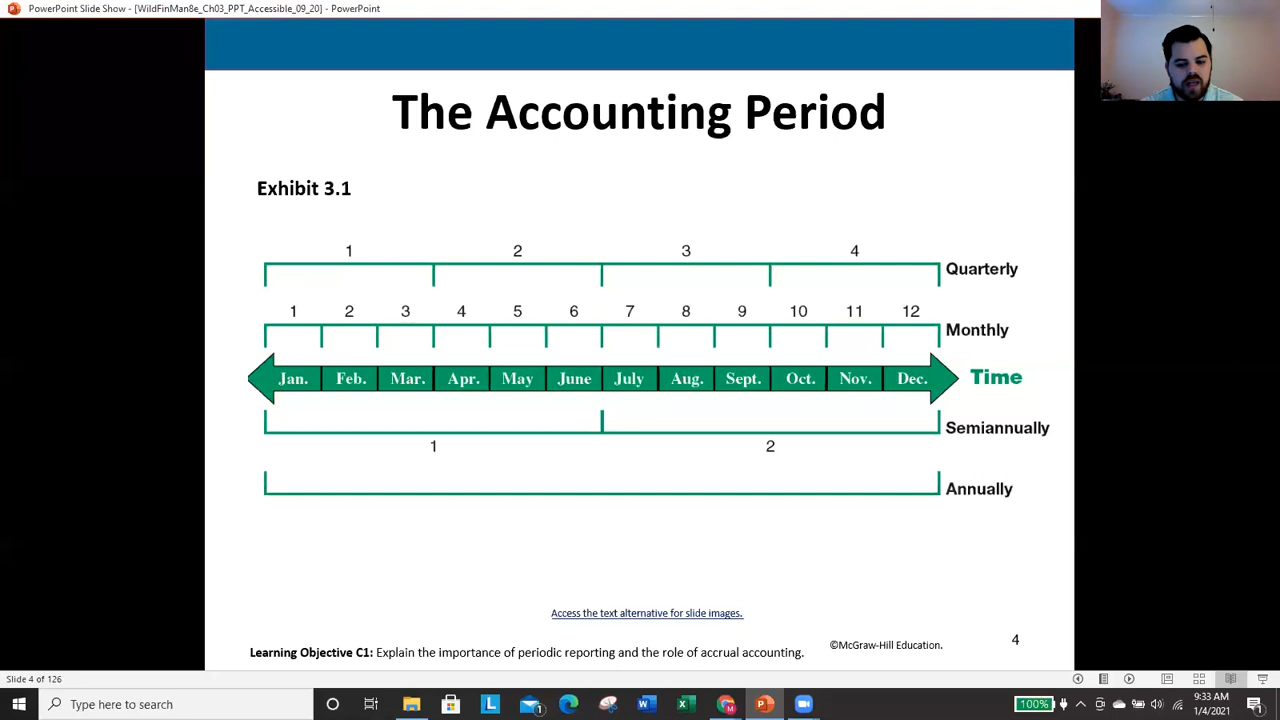 PowerPoint Slide Show - [WildFinMan8e_Ch03_PPT_Accessible_09_20] - PowerPoint
The Accounting Period
Exhibit 3.1
1 2 3 4
Quarterly
1 2 3 4 5 6 7 8 9 10 11 12
Monthly
Jan. Feb. Mar. Apr. May June July Aug. Sept. Oct. Nov. Dec. Time
Semiannually
1 2
Annually
Access the text alternative for slide images.
Learning Objective C1: Explain the importance of periodic reporting and the role of accrual accounting.
©McGraw-Hill Education.
4
Slide 4 of 126
Type here to search
100%
9:33 AM
1/4/2021